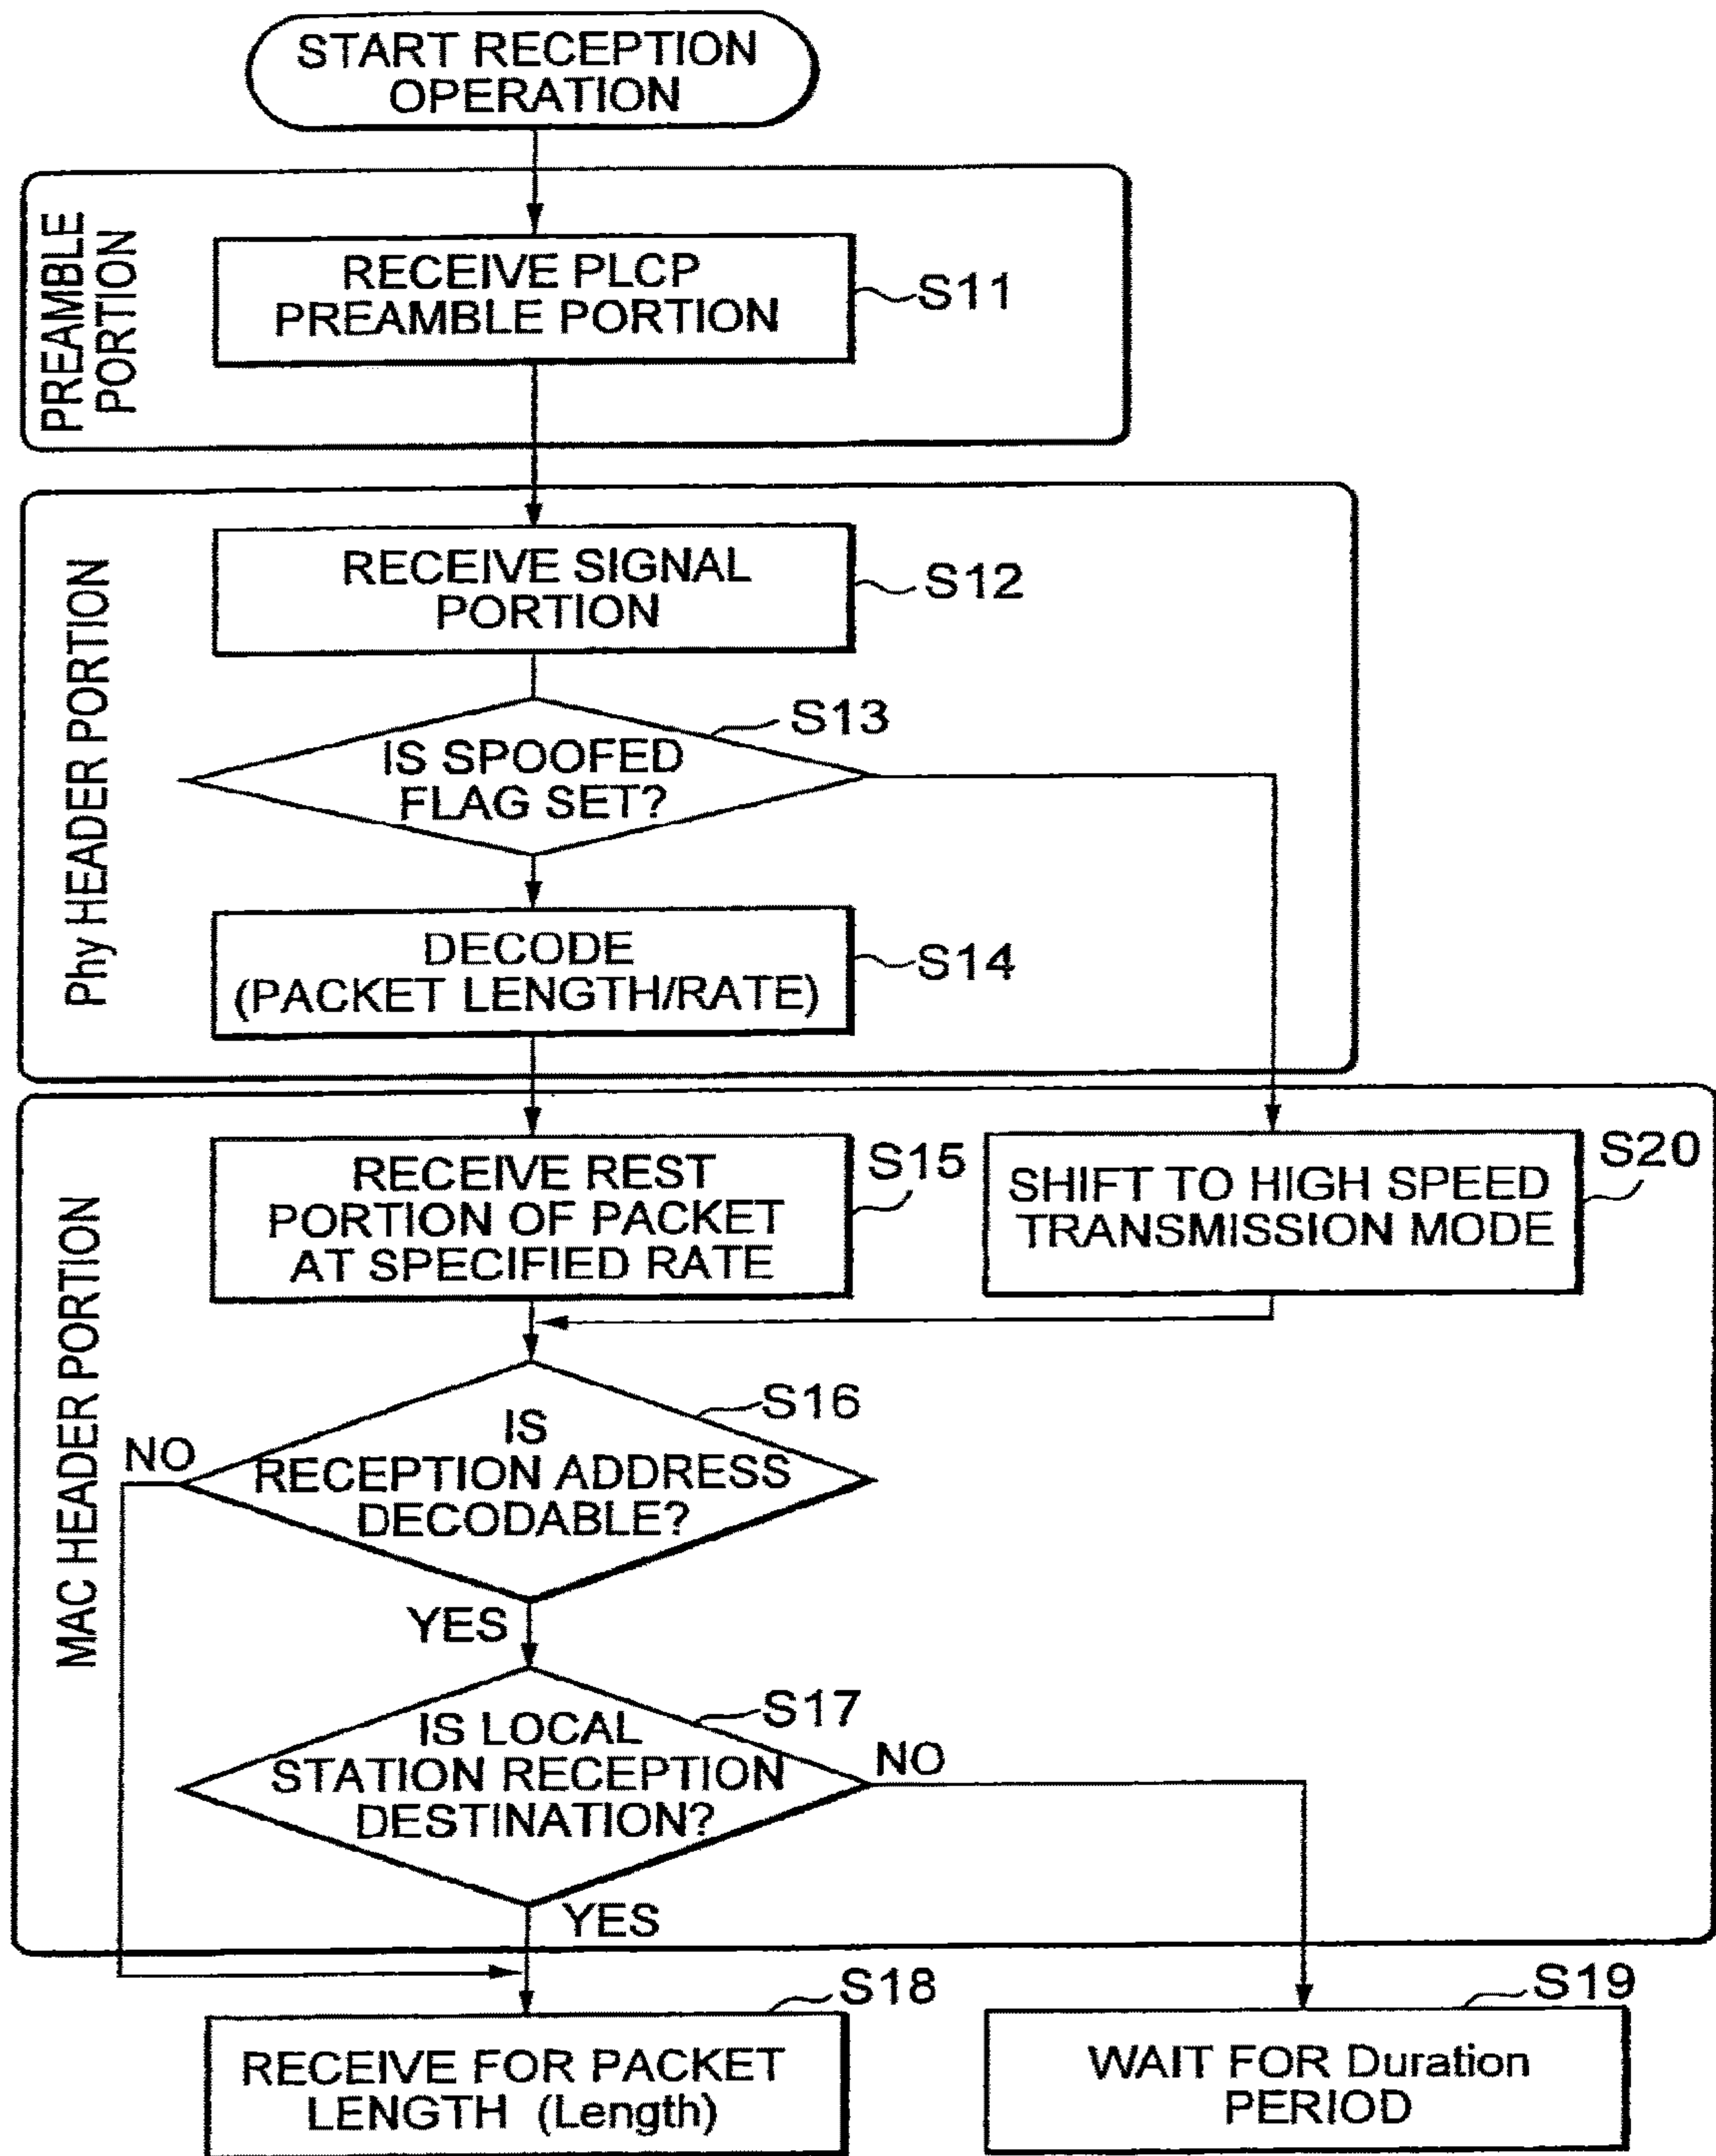 START RECEPTION
OPERATION
PREAMBLE
PORTION
RECEIVE PLCP
PREAMBLE PORTION
S11
Phy HEADER PORTION
RECEIVE SIGNAL
PORTION
S12
S13
IS SPOOFED
FLAG SET?
DECODE
(PACKET LENGTH/RATE)
S14
MAC HEADER PORTION
RECEIVE REST
PORTION OF PACKET
AT SPECIFIED RATE
S15
SHIFT TO HIGH SPEED
TRANSMISSION MODE
S20
S16
IS
RECEPTION ADDRESS
DECODABLE?
NO
YES
S17
IS LOCAL
STATION RECEPTION
DESTINATION?
NO
YES
S18
RECEIVE FOR PACKET
LENGTH (Length)
S19
WAIT FOR Duration
PERIOD